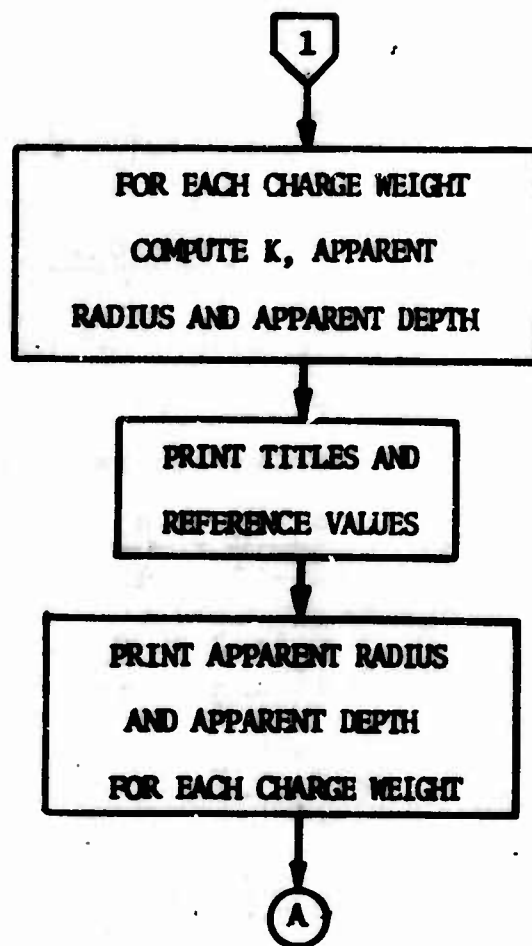 1
FOR EACH CHARGE WEIGHT
COMPUTE K, APPARENT
RADIUS AND APPARENT DEPTH
PRINT TITLES AND
REFERENCE VALUES
PRINT APPARENT RADIUS
AND APPARENT DEPTH
FOR EACH CHARGE WEIGHT
A